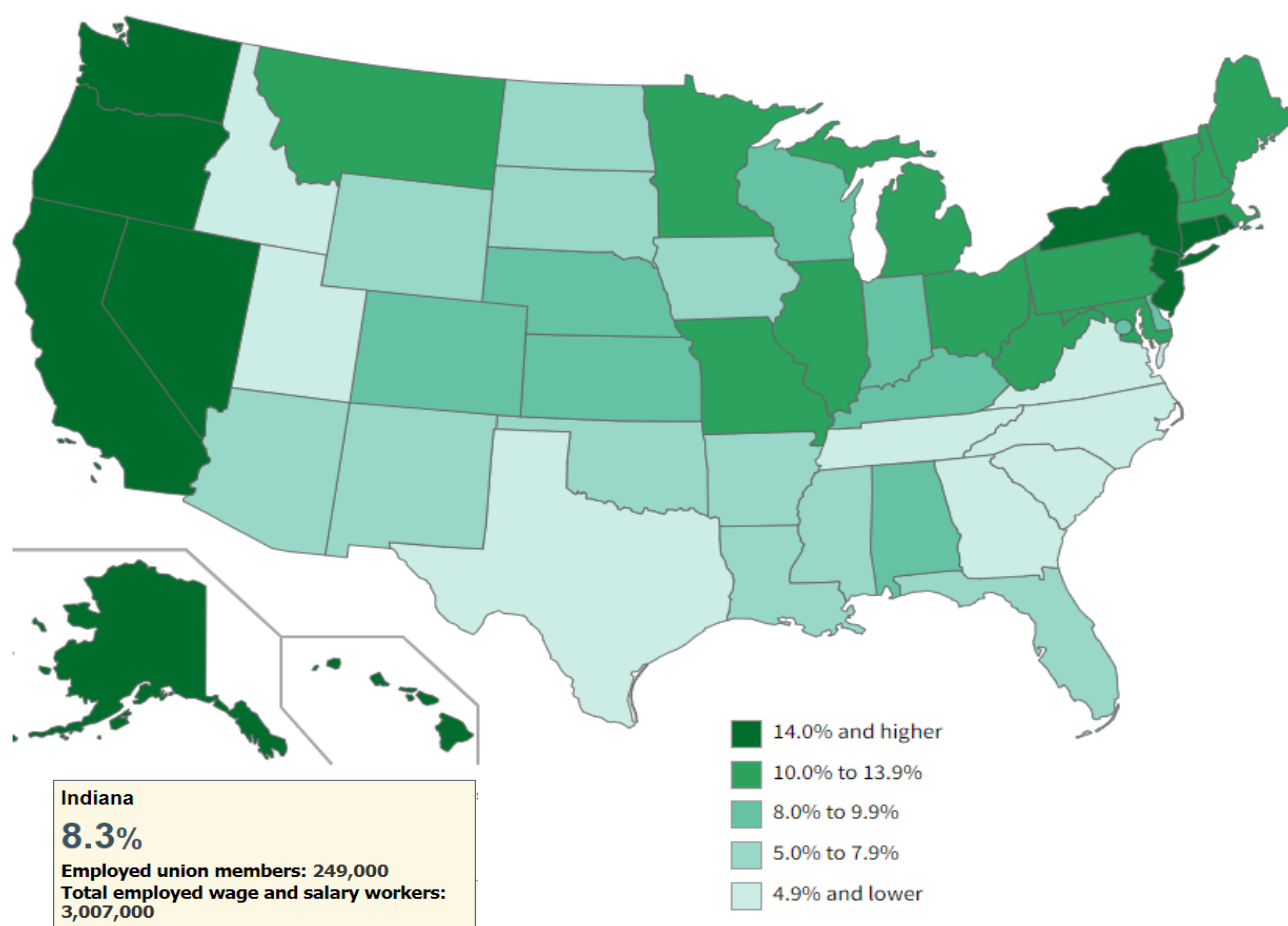 14.0% and higher
10.0% to 13.9%
8.0% to 9.9%
5.0% to 7.9%
4.9% and lower
Indiana
8.3%
Employed union members: 249,000
Total employed wage and salary workers:
3,007,000